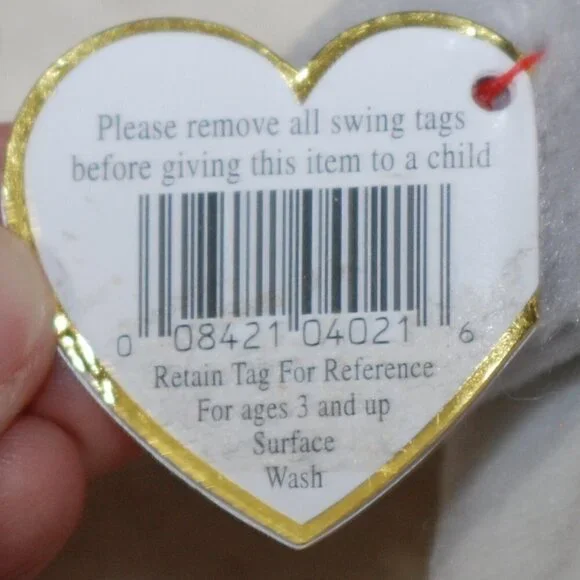 Please remove all swing tags
before giving this item to a child
0 08421 04021 6
Retain Tag For Reference
For ages 3 and up
Surface
Wash